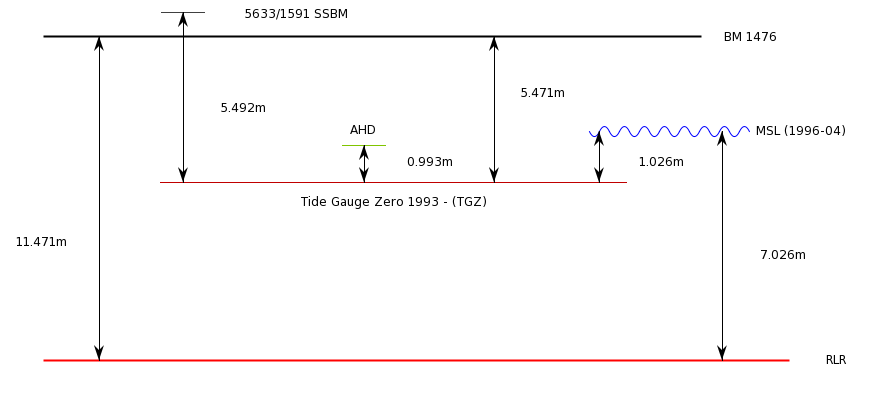 5633/1591 SSBM
BM 1476
5.471m
5.492m
AHD
MSL (1996-04)
0.993m
1.026m
Tide Gauge Zero 1993 - (TGZ)
11.471m
7.026m
RLR